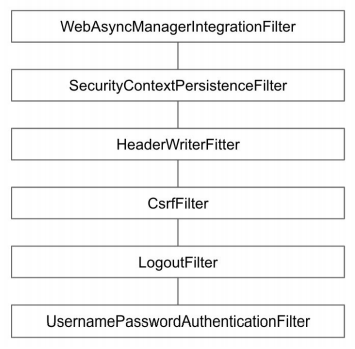 WebAsyncManagerIntegrationFilter
SecurityContextPersistenceFilter
HeaderWriterFitter
CsrfFilter
LogoutFilter
UsernamePasswordAuthenticationFilter